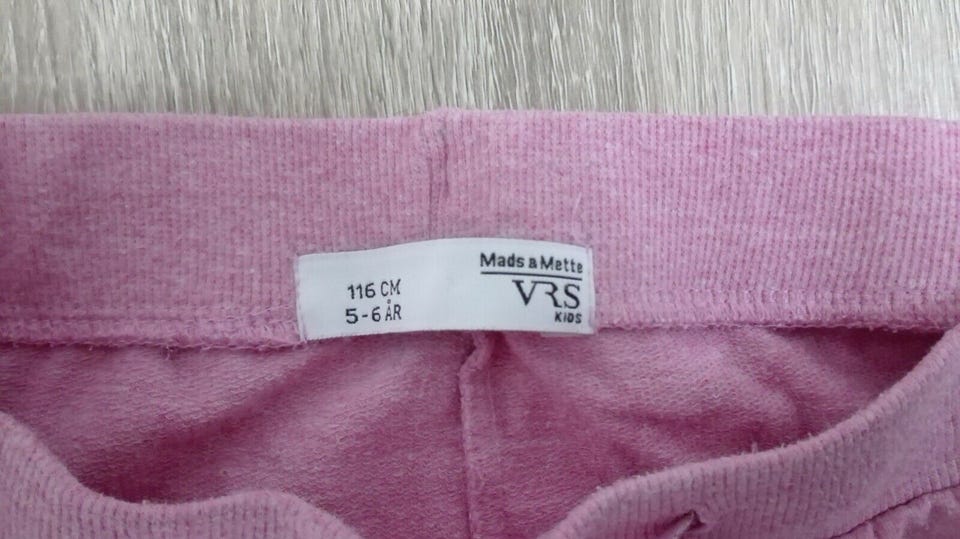 116 CM
5-6 ÅR
Mads & Mette
VRS
KIDS